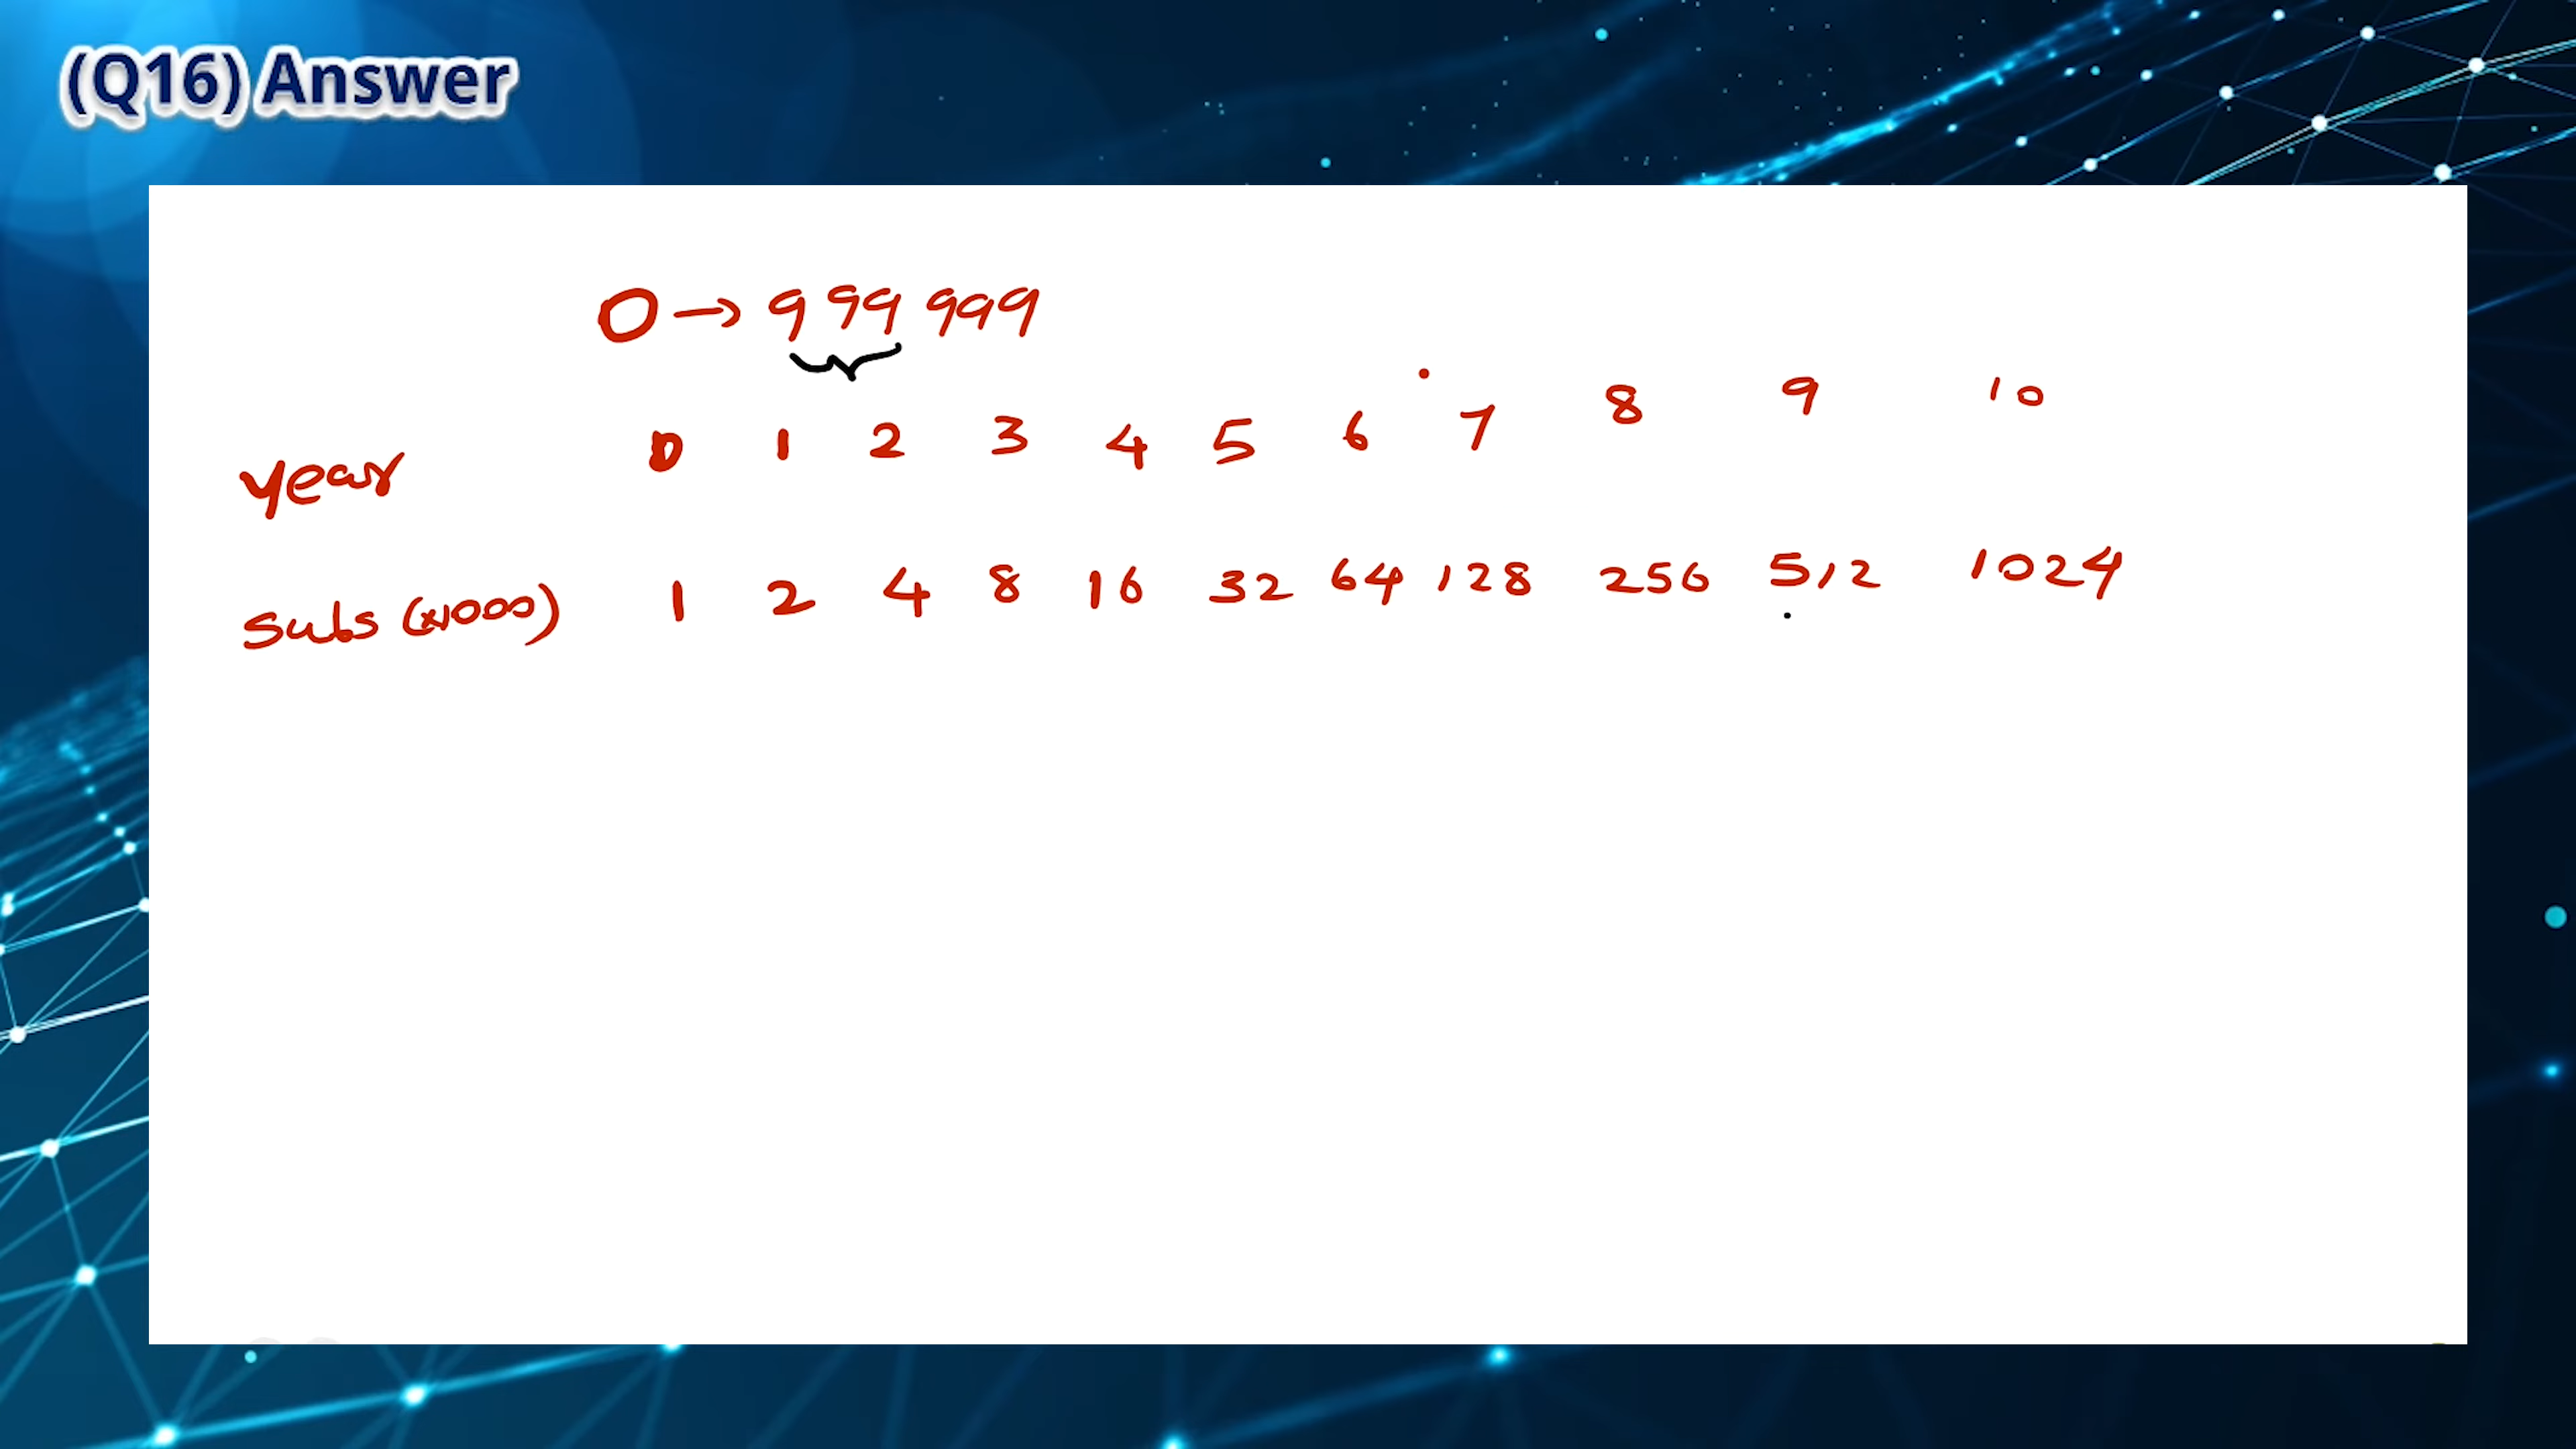 (Q16) Answer
0 → 999 999
year 0 1 2 3 4 5 6 7 8 9 10
subs (×1000) 1 2 4 8 16 32 64 128 256 512 1024